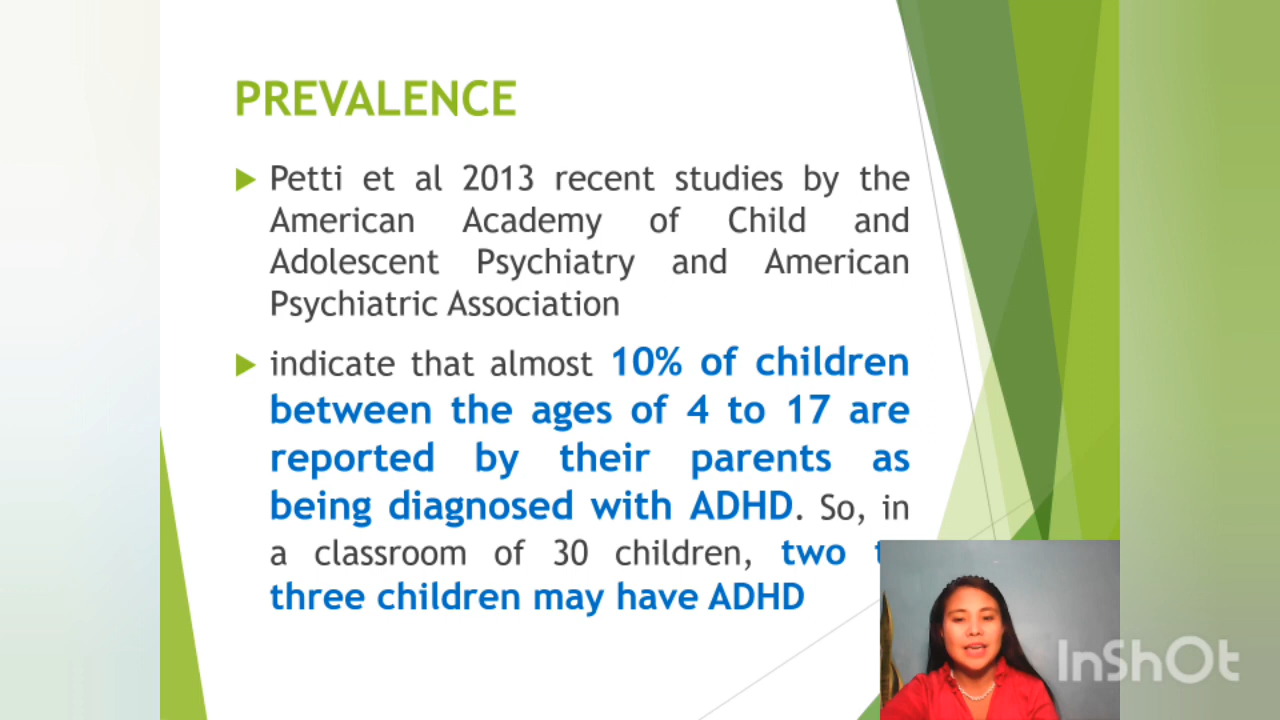 PREVALENCE
Petti et al 2013 recent studies by the
American Academy of Child and
Adolescent Psychiatry and American
Psychiatric Association
indicate that almost 10% of children
between the ages of 4 to 17 are
reported by their parents as
being diagnosed with ADHD. So, in
a classroom of 30 children, two
three children may have ADHD
InShOt